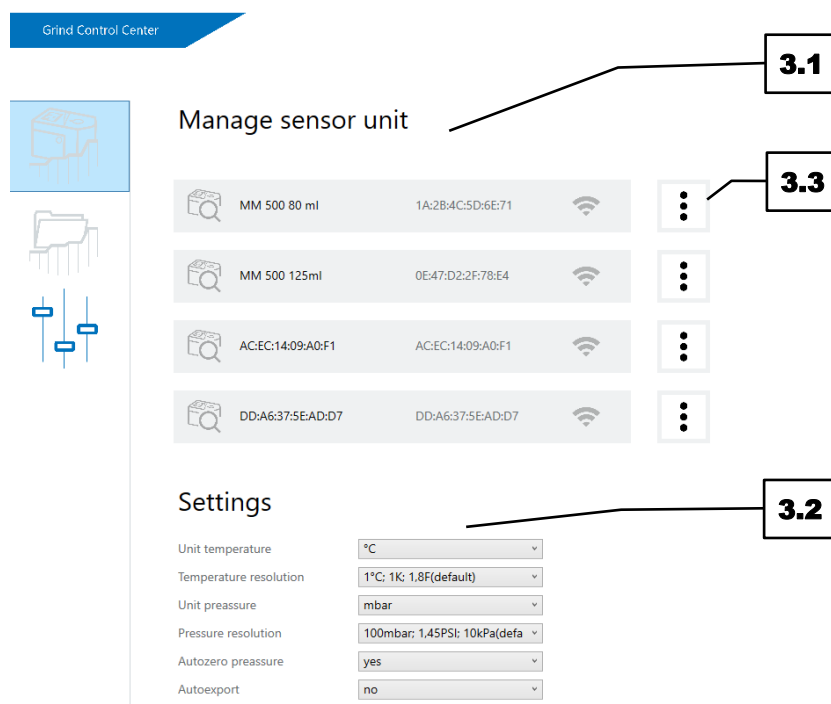 Grind Control Center
3.1
Manage sensor unit
3.3
MM 500 80 ml 1A:2B:4C:5D:6E:71
MM 500 125ml 0E:47:D2:2F:78:E4
AC:EC:14:09:A0:F1 AC:EC:14:09:A0:F1
DD:A6:37:5E:AD:D7 DD:A6:37:5E:AD:D7
Settings
3.2
Unit temperature °C
Temperature resolution 1°C; 1K; 1,8F(default)
Unit preassure mbar
Pressure resolution 100mbar; 1,45PSI; 10kPa(defa
Autozero preassure yes
Autoexport no